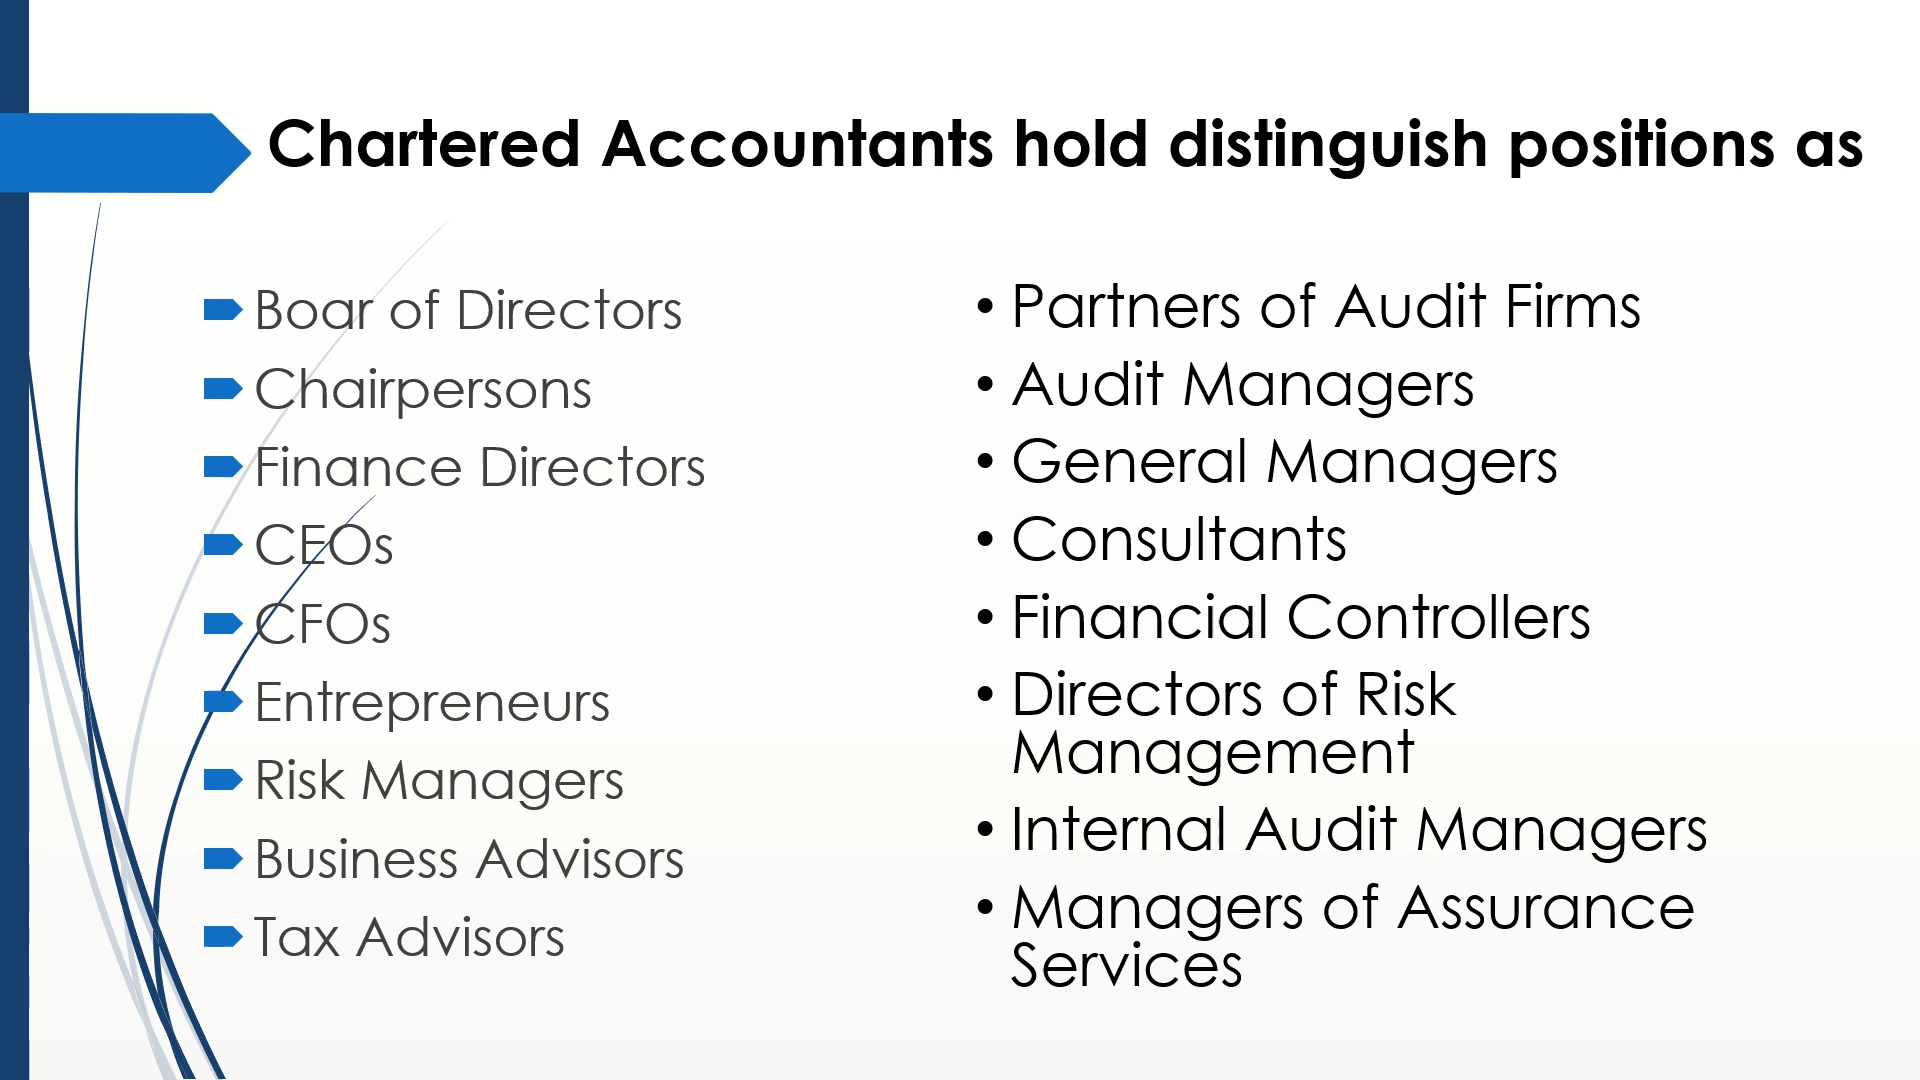 Chartered Accountants hold distinguish positions as
Boar of Directors
Chairpersons
Finance Directors
CEOs
CFOs
Entrepreneurs
Risk Managers
Business Advisors
Tax Advisors
• Partners of Audit Firms
• Audit Managers
• General Managers
• Consultants
• Financial Controllers
• Directors of Risk
Management
• Internal Audit Managers
• Managers of Assurance
Services